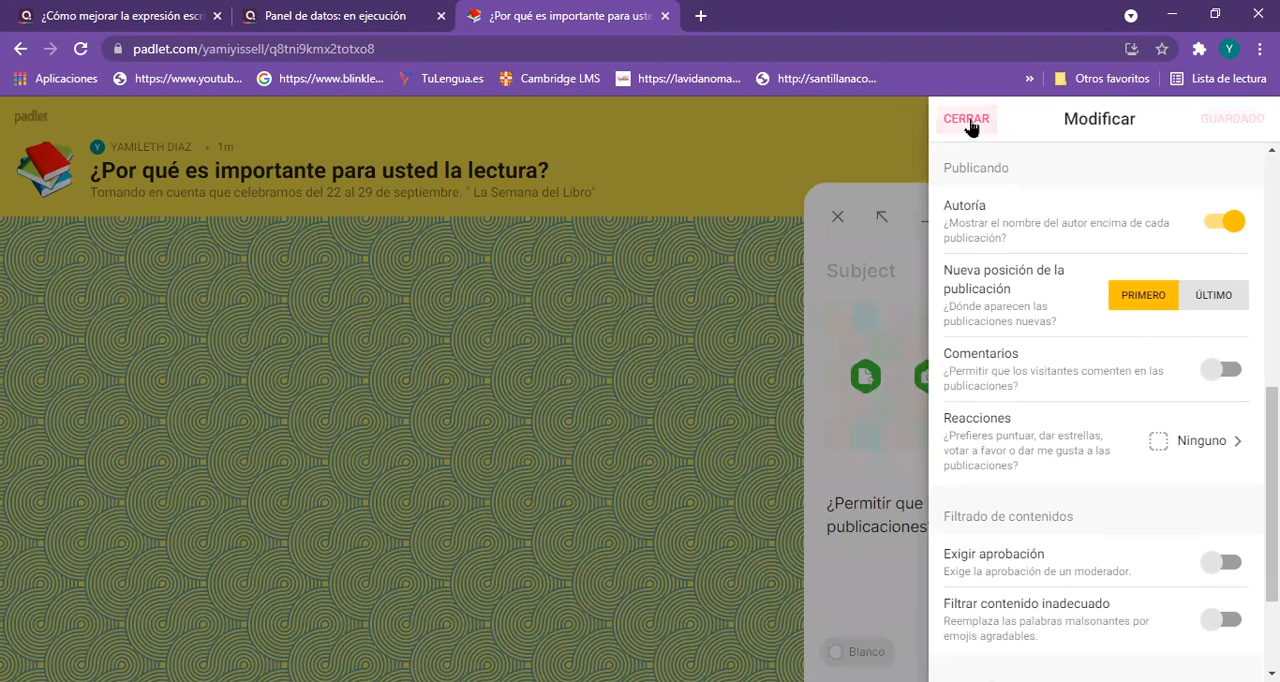 ¿Cómo mejorar la expresión escri
Panel de datos: en ejecución
¿Por qué es importante para uste
padlet.com/yamiyissell/q8tni9kmx2totxo8
Y
Aplicaciones
https://www.youtub...
https://www.blinkle...
TuLengua.es
Cambridge LMS
https://lavidanoma...
http://santillanaco...
»
Otros favoritos
Lista de lectura
padlet
Y YAMILETH DIAZ • 1m
¿Por qué es importante para usted la lectura?
Tomando en cuenta que celebramos del 22 al 29 de septiembre. " La Semana del Libro"
Subject
¿Permitir que
publicaciones?
Blanco
CERRAR
Modificar
GUARDADO
Publicando
Autoría
¿Mostrar el nombre del autor encima de cada
publicación?
Nueva posición de la
publicación
¿Dónde aparecen las
publicaciones nuevas?
PRIMERO
ÚLTIMO
Comentarios
¿Permitir que los visitantes comenten en las
publicaciones?
Reacciones
¿Prefieres puntuar, dar estrellas,
votar a favor o dar me gusta a las
publicaciones?
Ninguno
Filtrado de contenidos
Exigir aprobación
Exige la aprobación de un moderador.
Filtrar contenido inadecuado
Reemplaza las palabras malsonantes por
emojis agradables.